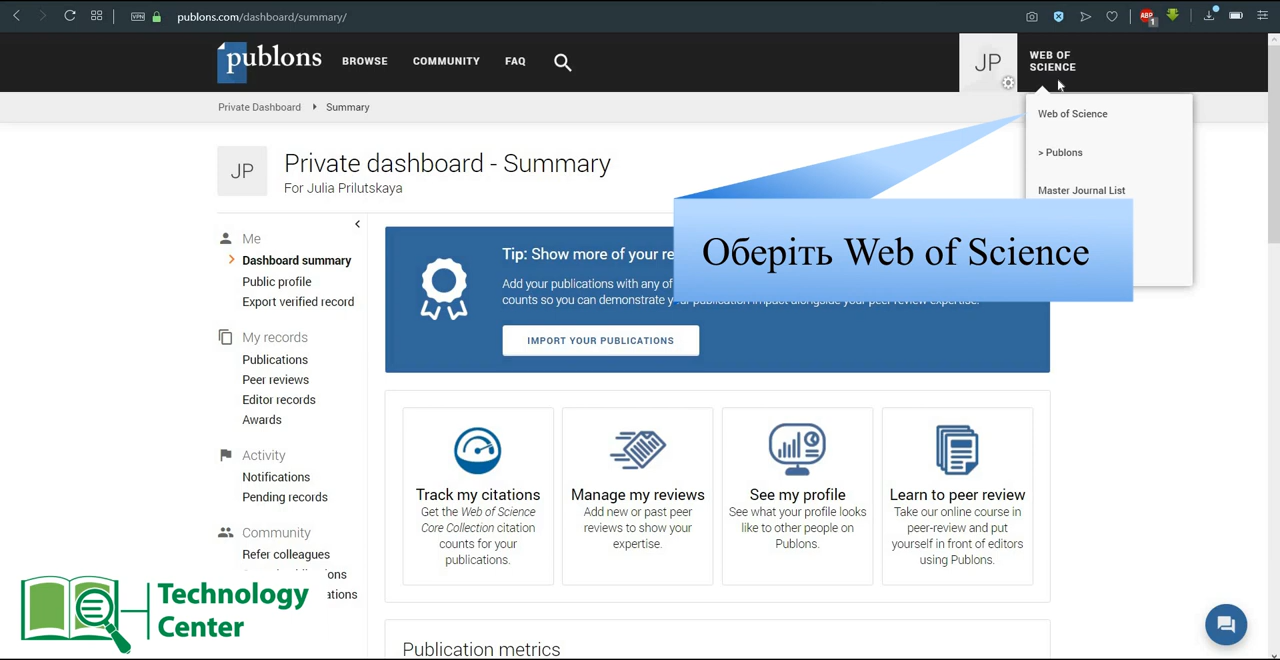 VPN
publons.com/dashboard/summary/
ABP
1
publons
BROWSE
COMMUNITY
FAQ
JP
WEB OF
SCIENCE
Private Dashboard
Summary
Web of Science
> Publons
Master Journal List
JP
Private dashboard - Summary
For Julia Prilutskaya
Оберіть Web of Science
Me
Dashboard summary
Public profile
Export verified record
My records
Publications
Peer reviews
Editor records
Awards
Activity
Notifications
Pending records
Community
Refer colleagues
Tip: Show more of your re
Add your publications with any of
counts so you can demonstrate y
IMPORT YOUR PUBLICATIONS
Track my citations
Get the Web of Science
Core Collection citation
counts for your
publications.
Manage my reviews
Add new or past peer
reviews to show your
expertise.
See my profile
See what your profile looks
like to other people on
Publons.
Learn to peer review
Take our online course in
peer-review and put
yourself in front of editors
using Publons.
Publication metrics
Technology
Center